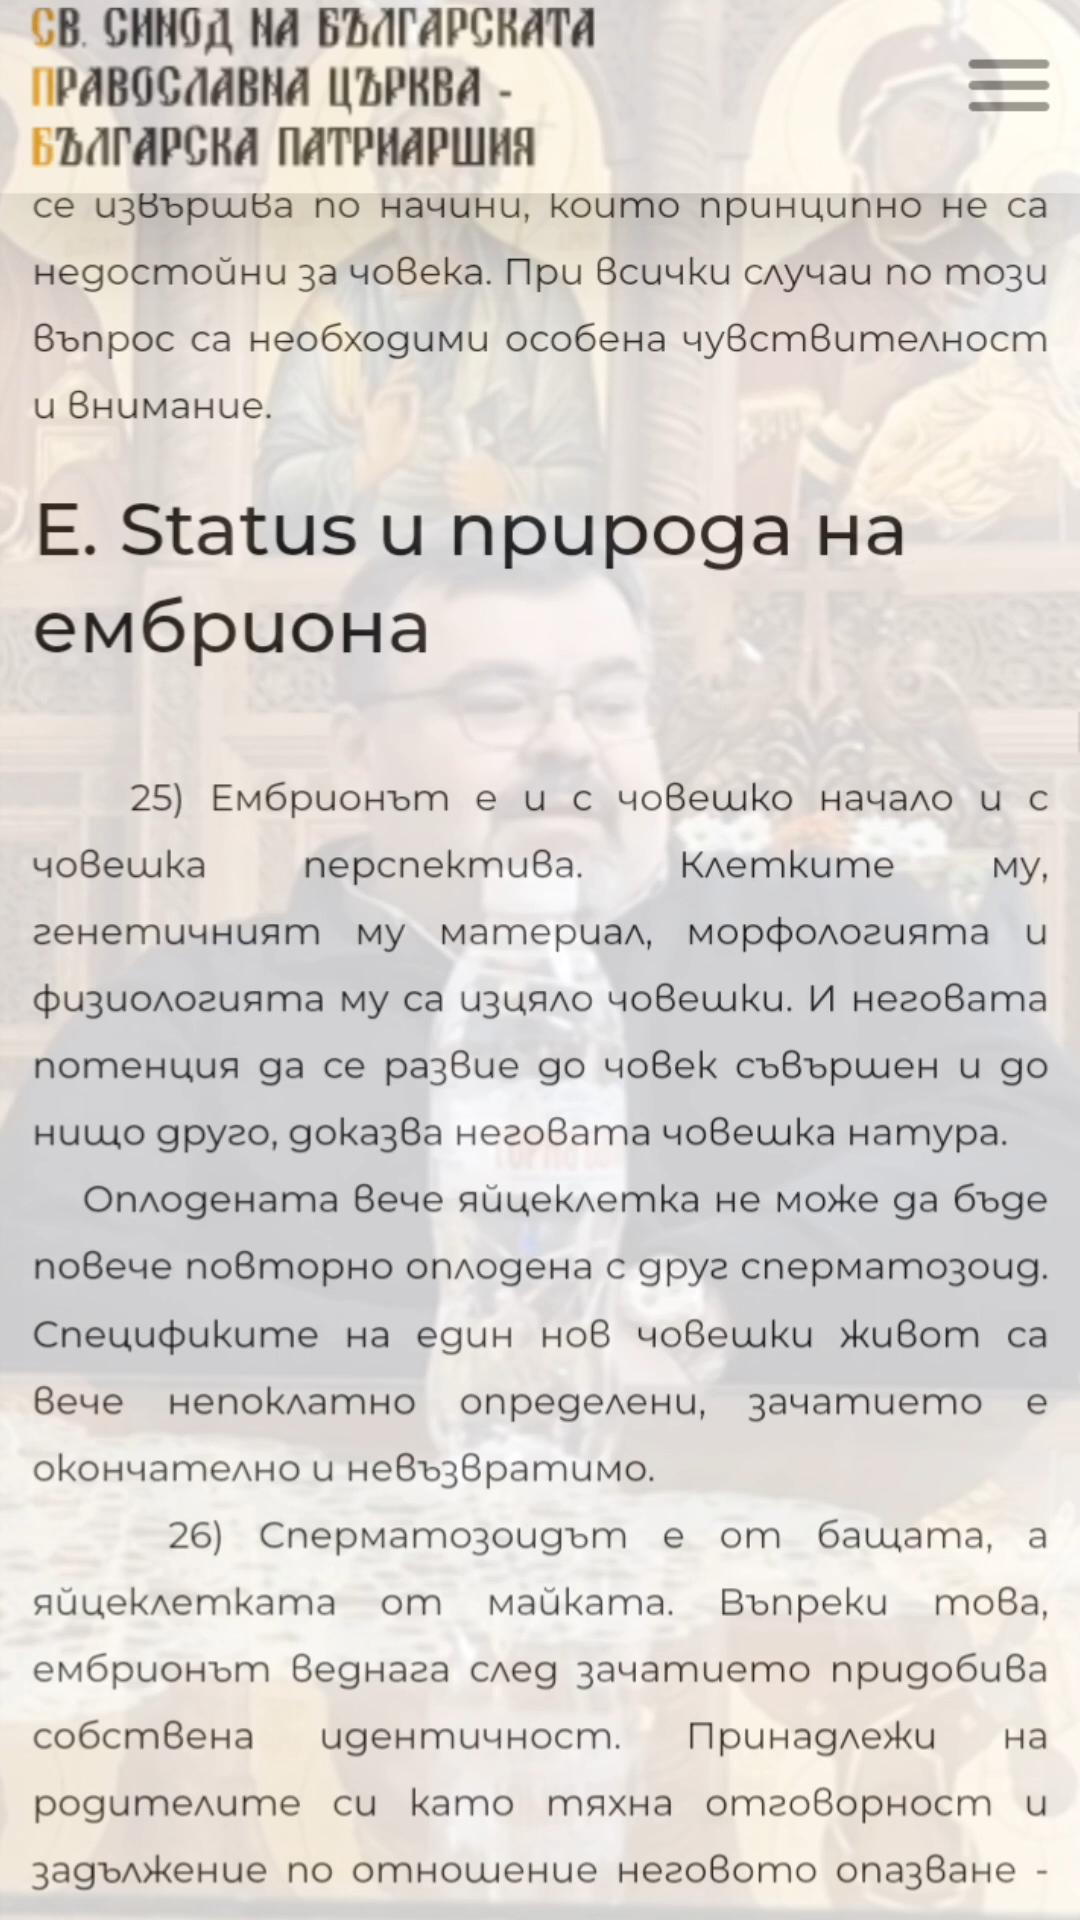 СВ. СИНОД НА БЪЛГАРСКАТА
ПРАВОСЛАВНА ЦЪРКВА -
БЪЛГАРСКА ПАТРИАРШИЯ
се извършва по начини, които принципно не са
недостойни за човека. При всички случаи по този
въпрос са необходими особена чувствителност
и внимание.
Е. Status и природа на
ембриона
25) Ембрионът е и с човешко начало и с
човешка перспектива. Клетките му,
генетичният му материал, морфологията и
физиологията му са изцяло човешки. И неговата
потенция да се развие до човек съвършен и до
нищо друго, доказва неговата човешка натура.
Оплодената вече яйцеклетка не може да бъде
повече повторно оплодена с друг сперматозоид.
Спецификите на един нов човешки живот са
вече непоклатно определени, зачатието е
окончателно и невъзвратимо.
26) Сперматозоидът е от бащата, а
яйцеклетката от майката. Въпреки това,
ембрионът веднага след зачатието придобива
собствена идентичност. Принадлежи на
родителите си като тяхна отговорност и
задължение по отношение неговото опазване -